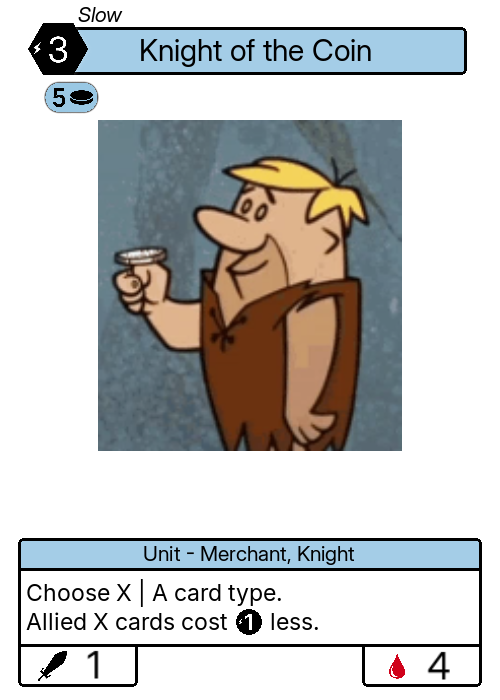 Slow
3 Knight of the Coin
5
Unit - Merchant, Knight
Choose X | A card type.
Allied X cards cost 1 less.
1 4